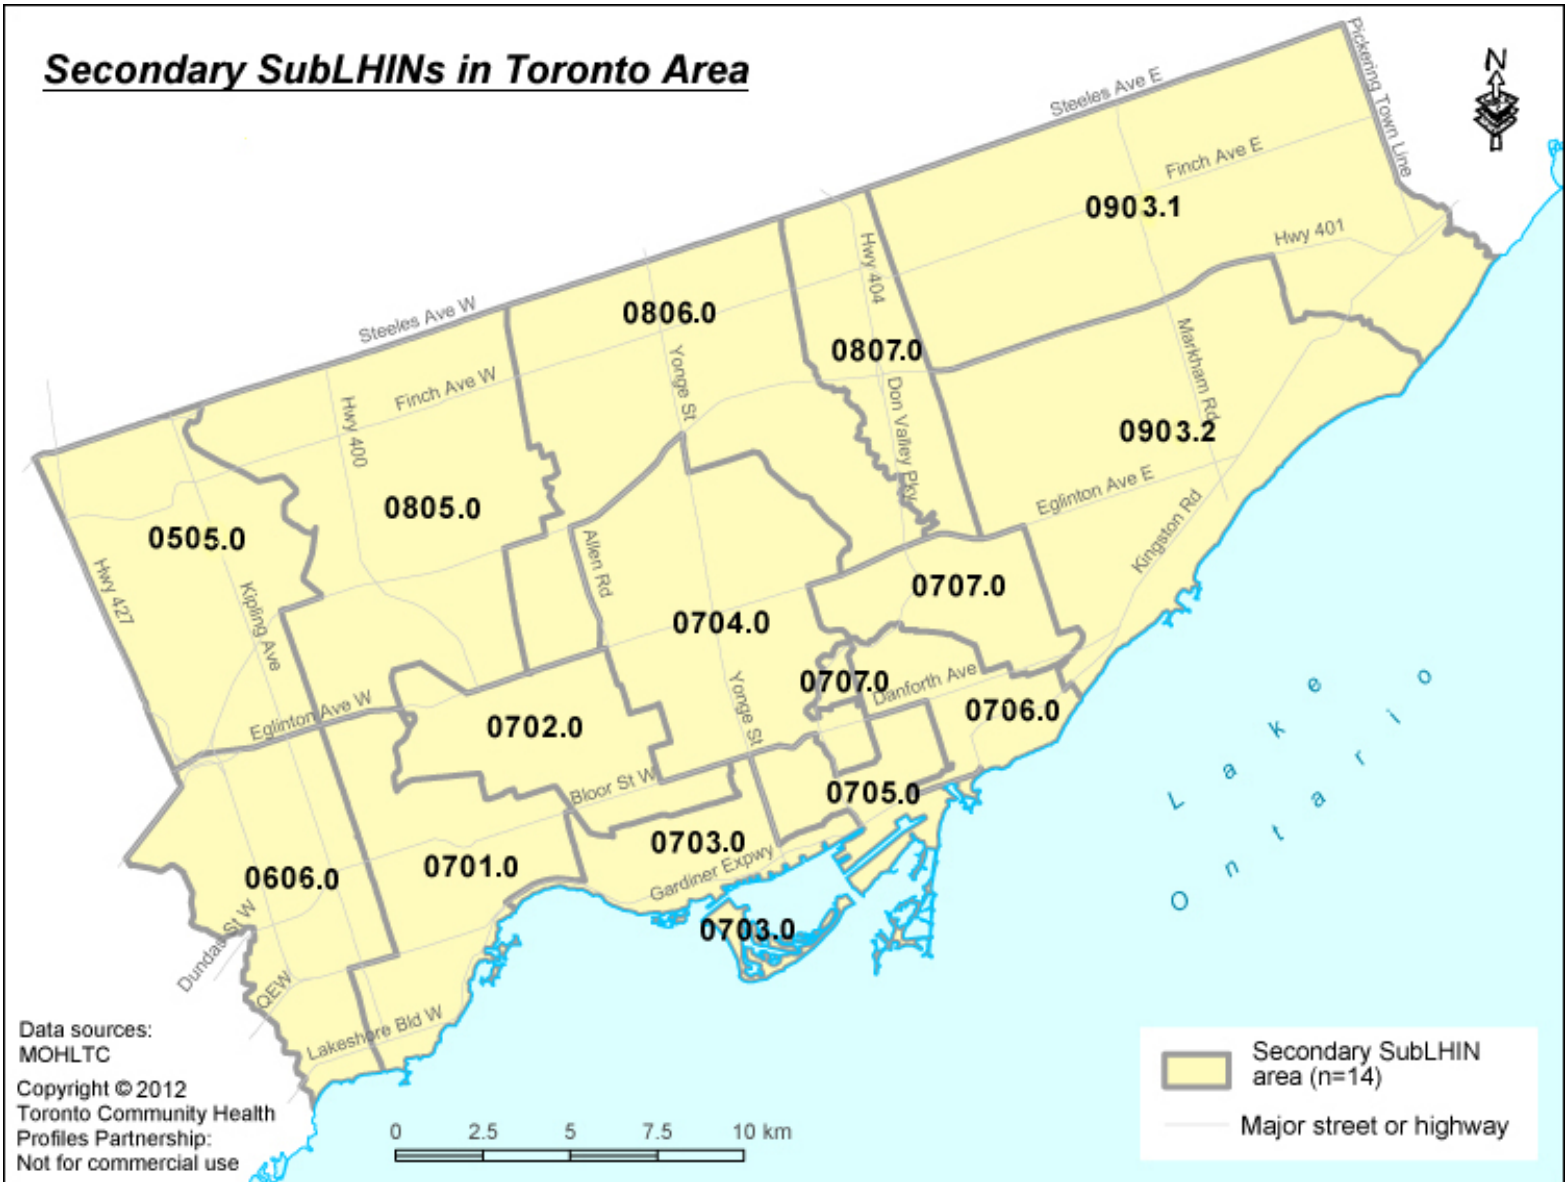 Secondary SubLHINs in Toronto Area
N
Pickering Town Line
Steeles Ave E
Finch Ave E
0903.1
Hwy 401
Hwy 404
Steeles Ave W
0806.0
0807.0
Yonge St
Finch Ave W
Hwy 400
Don Valley Pky
Markham Rd
0903.2
0805.0
0505.0
Eglinton Ave E
Kingston Rd
Hwy 427
Kipling Ave
Allen Rd
0707.0
0704.0
0707.0
Danforth Ave
0706.0
Yonge St
Eglinton Ave W
0702.0
Bloor St W
0705.0
0703.0
0701.0
0606.0
Gardiner Expwy
0703.0
Dundas St W
QEW
Lakeshore Bld W
Lake
Ontario
Data sources:
MOHLTC
Copyright © 2012
Toronto Community Health
Profiles Partnership:
Not for commercial use
0 2.5 5 7.5 10 km
Secondary SubLHIN
area (n=14)
Major street or highway